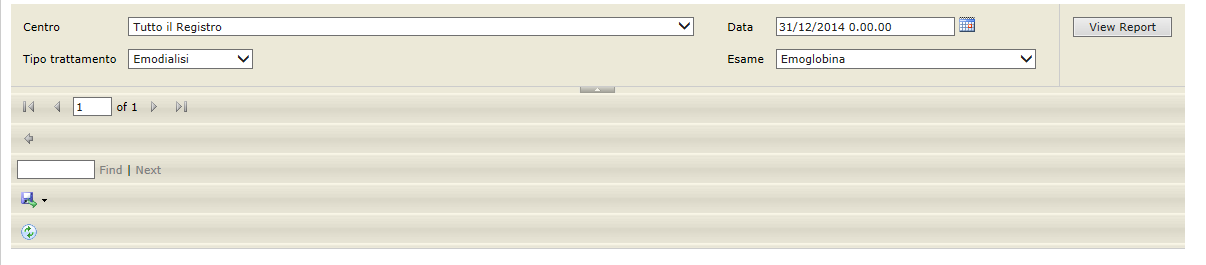 Centro Tutto il Registro Data 31/12/2014 0.00.00 View Report
Tipo trattamento Emodialisi Esame Emoglobina
1 of 1
Find | Next